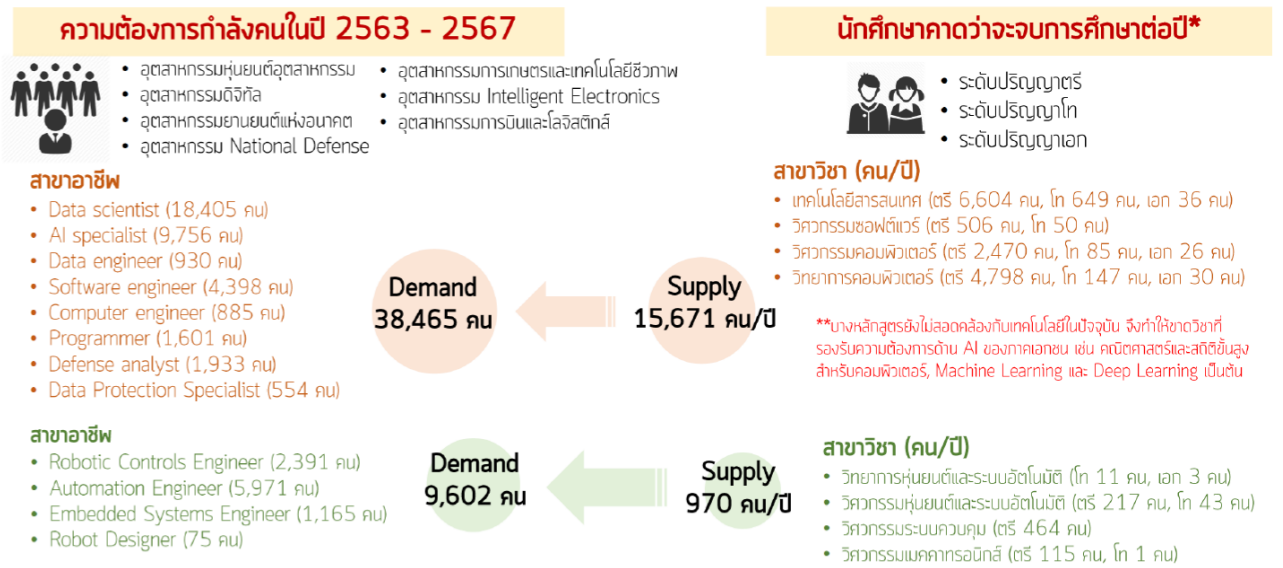 ความต้องการกำลังคนในปี 2563 - 2567
• อุตสาหกรรมหุ่นยนต์อุตสาหกรรม
• อุตสาหกรรมดิจิทัล
• อุตสาหกรรมยานยนต์แห่งอนาคต
• อุตสาหกรรม National Defense
• อุตสาหกรรมการเกษตรและเทคโนโลยีชีวภาพ
• อุตสาหกรรม Intelligent Electronics
• อุตสาหกรรมการบินและโลจิสติกส์
นักศึกษาคาดว่าจะจบการศึกษาต่อปี*
• ระดับปริญญาตรี
• ระดับปริญญาโท
• ระดับปริญญาเอก
สาขาอาชีพ
• Data scientist (18,405 คน)
• AI specialist (9,756 คน)
• Data engineer (930 คน)
• Software engineer (4,398 คน)
• Computer engineer (885 คน)
• Programmer (1,601 คน)
• Defense analyst (1,933 คน)
• Data Protection Specialist (554 คน)
Demand
38,465 คน
Supply
15,671 คน/ปี
สาขาวิชา (คน/ปี)
• เทคโนโลยีสารสนเทศ (ตรี 6,604 คน, โท 649 คน, เอก 36 คน)
• วิศวกรรมซอฟต์แวร์ (ตรี 506 คน, โท 50 คน)
• วิศวกรรมคอมพิวเตอร์ (ตรี 2,470 คน, โท 85 คน, เอก 26 คน)
• วิทยาการคอมพิวเตอร์ (ตรี 4,798 คน, โท 147 คน, เอก 30 คน)
**บางหลักสูตรยังไม่สอดคล้องกับเทคโนโลยีในปัจจุบัน จึงทำให้ขาดวิชาที่
รองรับความต้องการด้าน AI ของภาคเอกชน เช่น คณิตศาสตร์และสถิติขั้นสูง
สำหรับคอมพิวเตอร์, Machine Learning และ Deep Learning เป็นต้น
สาขาอาชีพ
• Robotic Controls Engineer (2,391 คน)
• Automation Engineer (5,971 คน)
• Embedded Systems Engineer (1,165 คน)
• Robot Designer (75 คน)
Demand
9,602 คน
Supply
970 คน/ปี
สาขาวิชา (คน/ปี)
• วิทยาการหุ่นยนต์และระบบอัตโนมัติ (โท 11 คน, เอก 3 คน)
• วิศวกรรมหุ่นยนต์และระบบอัตโนมัติ (ตรี 217 คน, โท 43 คน)
• วิศวกรรมระบบควบคุม (ตรี 464 คน)
• วิศวกรรมเมคคาทรอนิกส์ (ตรี 115 คน, โท 1 คน)